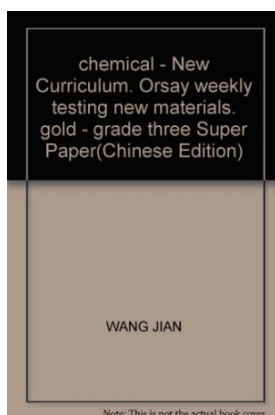 chemical - New
Curriculum. Orsay weekly
testing new materials.
gold - grade three Super
Paper(Chinese Edition)
WANG JIAN
Note: This is not the actual book cover